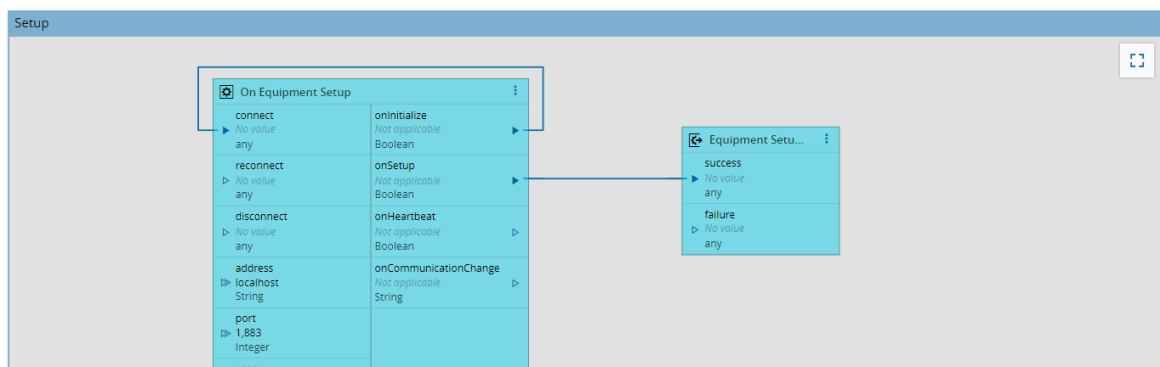 Setup
On Equipment Setup
connect
No value
any
onInitialize
Not applicable
Boolean
reconnect
No value
any
onSetup
Not applicable
Boolean
disconnect
No value
any
onHeartbeat
Not applicable
Boolean
address
localhost
String
onCommunicationChange
Not applicable
String
port
1,883
Integer
Equipment Setu...
success
No value
any
failure
No value
any